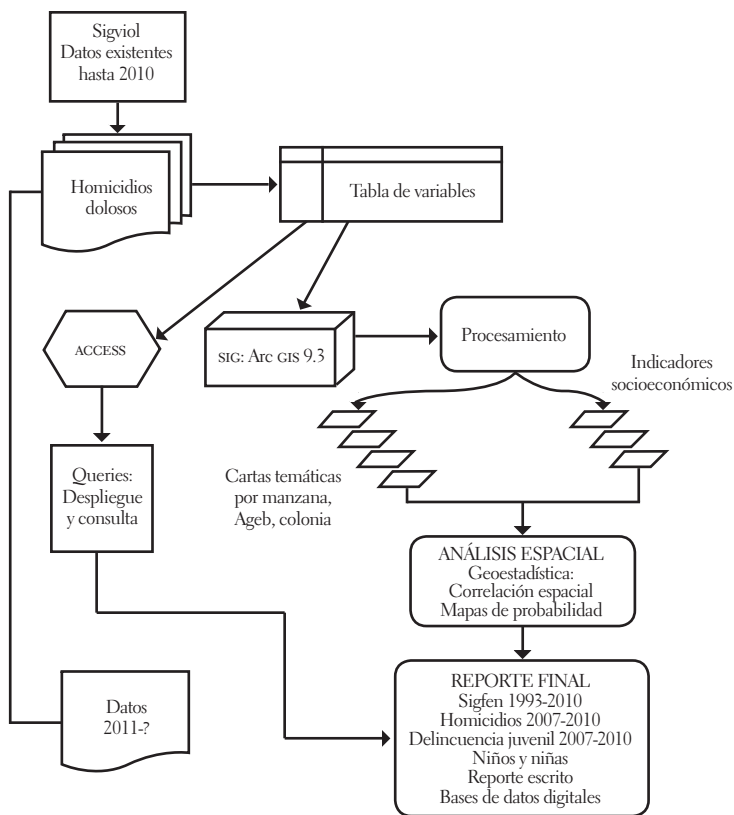 Sigviol
Datos existentes
hasta 2010
Homicidios
dolosos
Tabla de variables
ACCESS
SIG: Arc GIS 9.3
Procesamiento
Indicadores
socioeconómicos
Queries:
Despliegue
y consulta
Cartas temáticas
por manzana,
Ageb, colonia
ANÁLISIS ESPACIAL
Geoestadística:
Correlación espacial
Mapas de probabilidad
Datos
2011-?
REPORTE FINAL
Sigfen 1993-2010
Homicidios 2007-2010
Delincuencia juvenil 2007-2010
Niños y niñas
Reporte escrito
Bases de datos digitales